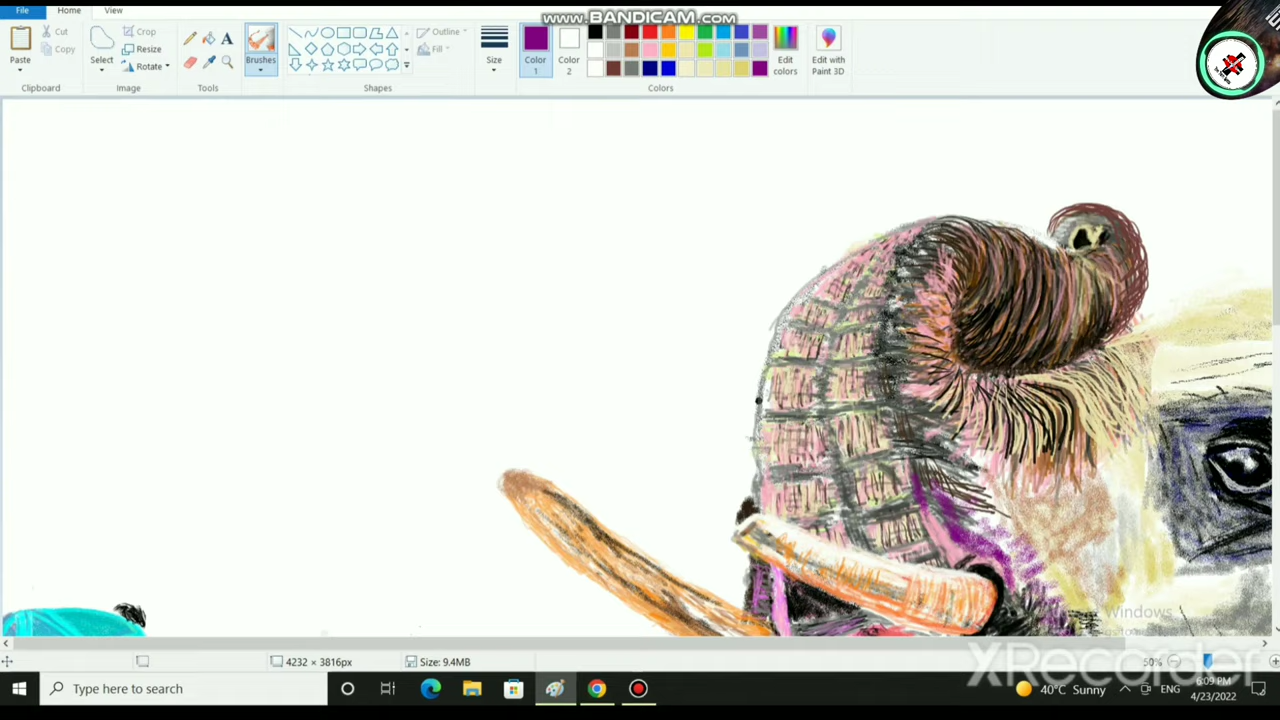 www.BANDICAM.com
File Home View
Paste
Cut
Copy
Clipboard
Select
Crop
Resize
Rotate
Image
Tools
Brushes
Outline
Fill
Shapes
Size
Color 1
Color 2
Edit colors
Edit with Paint 3D
Colors
Windows
XRecorder
4232 × 3816px
Size: 9.4MB
50%
Type here to search
40°C Sunny
ENG
6:09 PM
4/23/2022